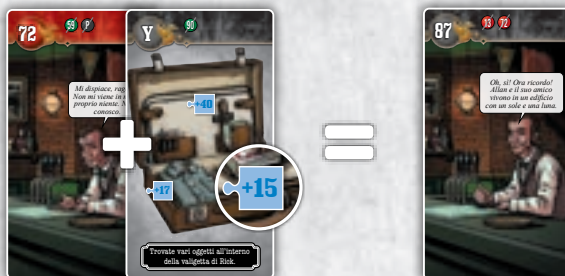 72
59 P
Mi dispiace, rag
Non mi viene in
proprio niente. N
conosco.
+
Y
90
+40
+17
+15
Trovate vari oggetti all'interno
della valigetta di Rick.
=
87
13 72
Oh, sì! Ora ricordo!
Allan e il suo amico
vivono in un edificio
con un sole e una luna.